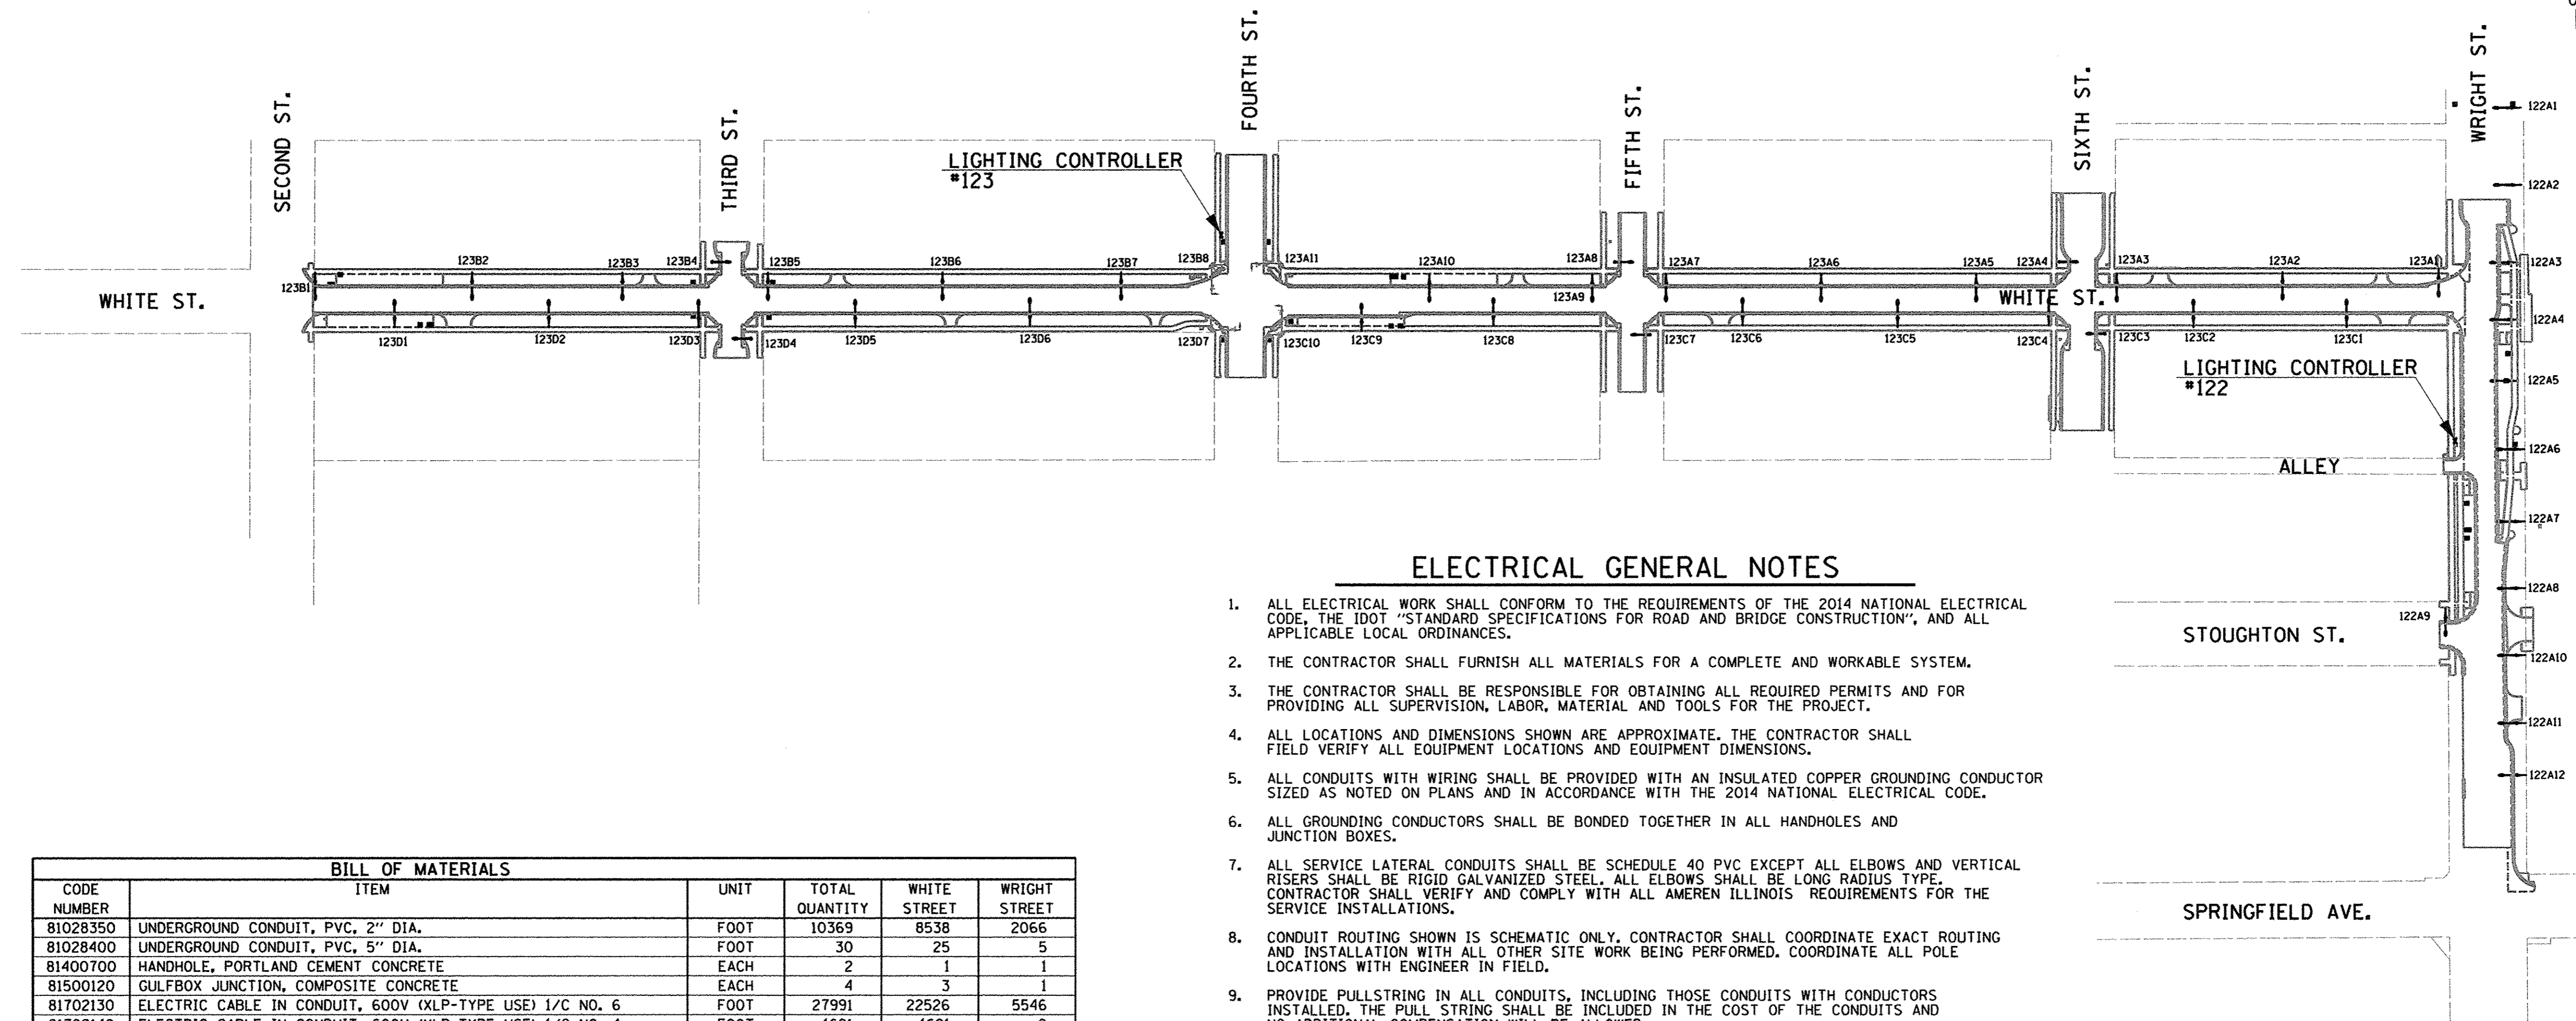 SECOND ST.
THIRD ST.
FOURTH ST.
FIFTH ST.
SIXTH ST.
WRIGHT ST.
122A1
122A2
LIGHTING CONTROLLER
#123
123B1
123B2
123B3
123B4
123B5
123B6
123B7
123B8
123A11
123A10
123A8
123A9
123A7
123A6
123A5
123A4
123A3
123A2
123A1
122A3
WHITE ST.
WHITE ST.
122A4
123D1
123D2
123D3
123D4
123D5
123D6
123D7
123C10
123C9
123C8
123C7
123C6
123C5
123C4
123C3
123C2
123C1
LIGHTING CONTROLLER
#122
122A5
122A6
ALLEY
122A7
122A8
122A9
STOUGHTON ST.
122A10
122A11
122A12
SPRINGFIELD AVE.
ELECTRICAL GENERAL NOTES
1. ALL ELECTRICAL WORK SHALL CONFORM TO THE REQUIREMENTS OF THE 2014 NATIONAL ELECTRICAL
CODE, THE IDOT "STANDARD SPECIFICATIONS FOR ROAD AND BRIDGE CONSTRUCTION", AND ALL
APPLICABLE LOCAL ORDINANCES.
2. THE CONTRACTOR SHALL FURNISH ALL MATERIALS FOR A COMPLETE AND WORKABLE SYSTEM.
3. THE CONTRACTOR SHALL BE RESPONSIBLE FOR OBTAINING ALL REQUIRED PERMITS AND FOR
PROVIDING ALL SUPERVISION, LABOR, MATERIAL AND TOOLS FOR THE PROJECT.
4. ALL LOCATIONS AND DIMENSIONS SHOWN ARE APPROXIMATE. THE CONTRACTOR SHALL
FIELD VERIFY ALL EQUIPMENT LOCATIONS AND EQUIPMENT DIMENSIONS.
5. ALL CONDUITS WITH WIRING SHALL BE PROVIDED WITH AN INSULATED COPPER GROUNDING CONDUCTOR
SIZED AS NOTED ON PLANS AND IN ACCORDANCE WITH THE 2014 NATIONAL ELECTRICAL CODE.
6. ALL GROUNDING CONDUCTORS SHALL BE BONDED TOGETHER IN ALL HANDHOLES AND
JUNCTION BOXES.
7. ALL SERVICE LATERAL CONDUITS SHALL BE SCHEDULE 40 PVC EXCEPT ALL ELBOWS AND VERTICAL
RISERS SHALL BE RIGID GALVANIZED STEEL. ALL ELBOWS SHALL BE LONG RADIUS TYPE.
CONTRACTOR SHALL VERIFY AND COMPLY WITH ALL AMEREN ILLINOIS REQUIREMENTS FOR THE
SERVICE INSTALLATIONS.
8. CONDUIT ROUTING SHOWN IS SCHEMATIC ONLY. CONTRACTOR SHALL COORDINATE EXACT ROUTING
AND INSTALLATION WITH ALL OTHER SITE WORK BEING PERFORMED. COORDINATE ALL POLE
LOCATIONS WITH ENGINEER IN FIELD.
9. PROVIDE PULLSTRING IN ALL CONDUITS, INCLUDING THOSE CONDUITS WITH CONDUCTORS
INSTALLED. THE PULL STRING SHALL BE INCLUDED IN THE COST OF THE CONDUITS AND
BILL OF MATERIALS
CODE NUMBER ITEM UNIT TOTAL QUANTITY WHITE STREET WRIGHT STREET
81028350 UNDERGROUND CONDUIT, PVC, 2" DIA. FOOT 10369 8538 2066
81028400 UNDERGROUND CONDUIT, PVC, 5" DIA. FOOT 30 25 5
81400700 HANDHOLE, PORTLAND CEMENT CONCRETE EACH 2 1 1
81500120 GULFBOX JUNCTION, COMPOSITE CONCRETE EACH 4 3 1
81702130 ELECTRIC CABLE IN CONDUIT, 600V (XLP-TYPE USE) 1/C NO. 6 FOOT 27991 22526 5546